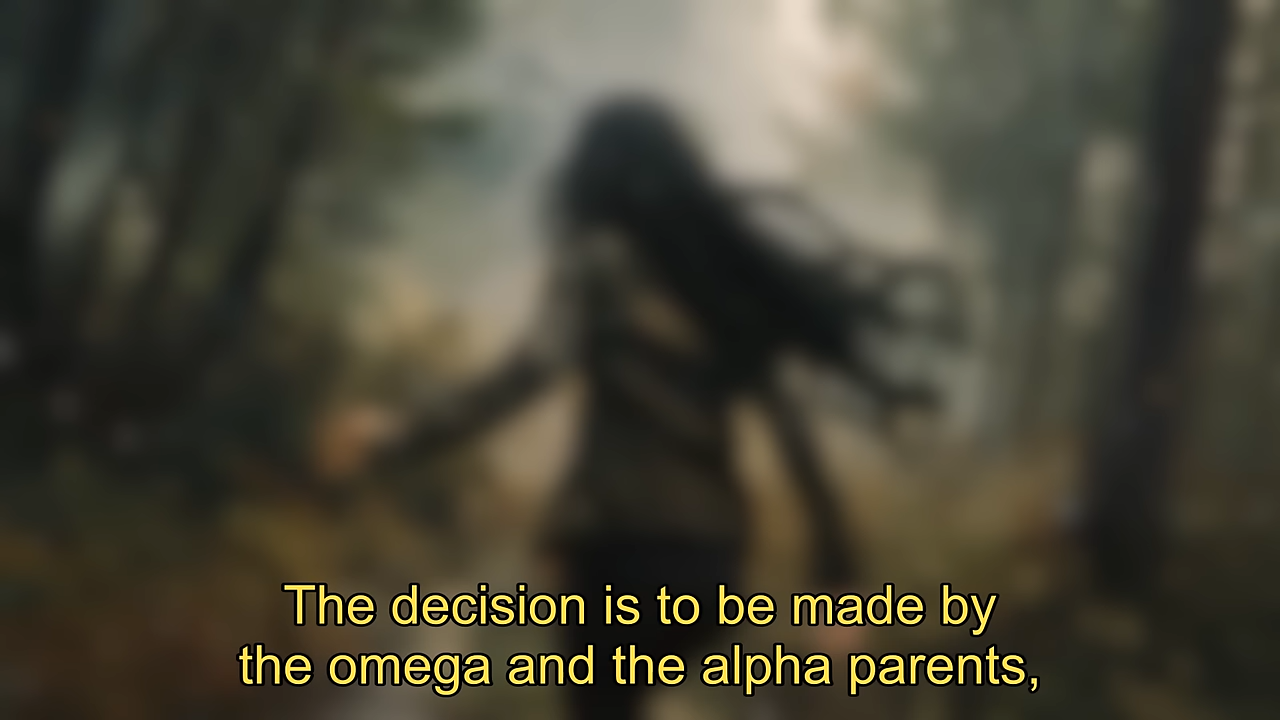 The decision is to be made by
the omega and the alpha parents,